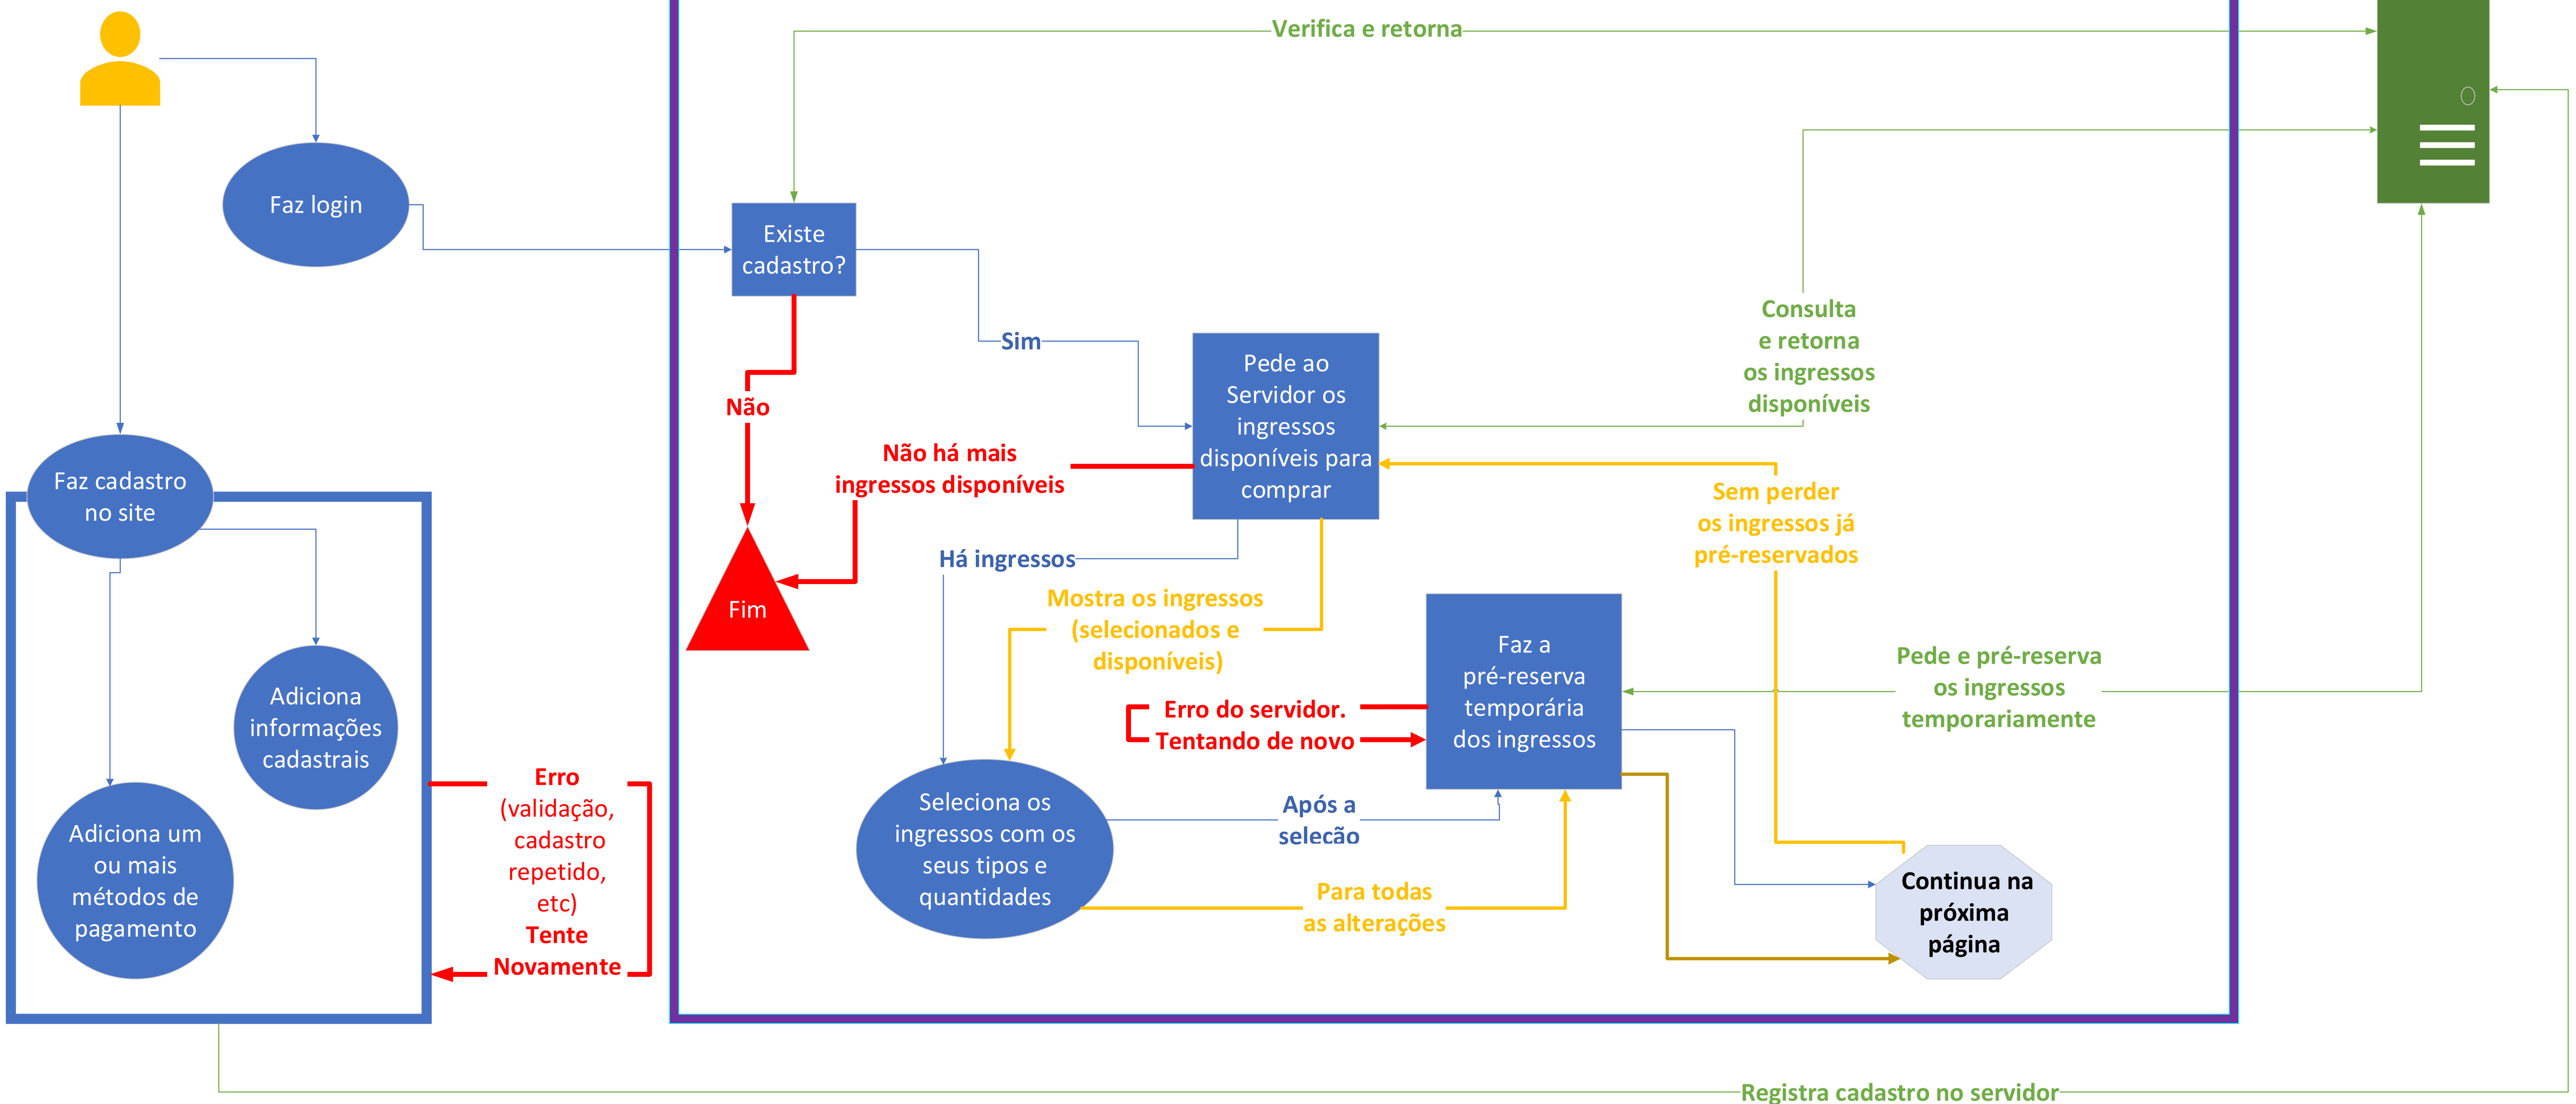 Verifica e retorna
Faz login
Existe
cadastro?
Sim
Não
Consulta
e retorna
os ingressos
disponíveis
Pede ao
Servidor os
ingressos
disponíveis para
comprar
Não há mais
ingressos disponíveis
Faz cadastro
no site
Sem perder
os ingressos já
pré-reservados
Há ingressos
Mostra os ingressos
(selecionados e
disponíveis)
Fim
Faz a
pré-reserva
temporária
dos ingressos
Pede e pré-reserva
os ingressos
temporariamente
Erro do servidor.
Tentando de novo
Adiciona
informações
cadastrais
Adiciona um
ou mais
métodos de
pagamento
Erro
(validação,
cadastro
repetido,
etc)
Tente
Novamente
Seleciona os
ingressos com os
seus tipos e
quantidades
Após a
seleção
Para todas
as alterações
Continua na
próxima
página
Registra cadastro no servidor